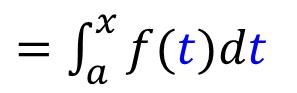 = ∫ₐˣ f(t)dt